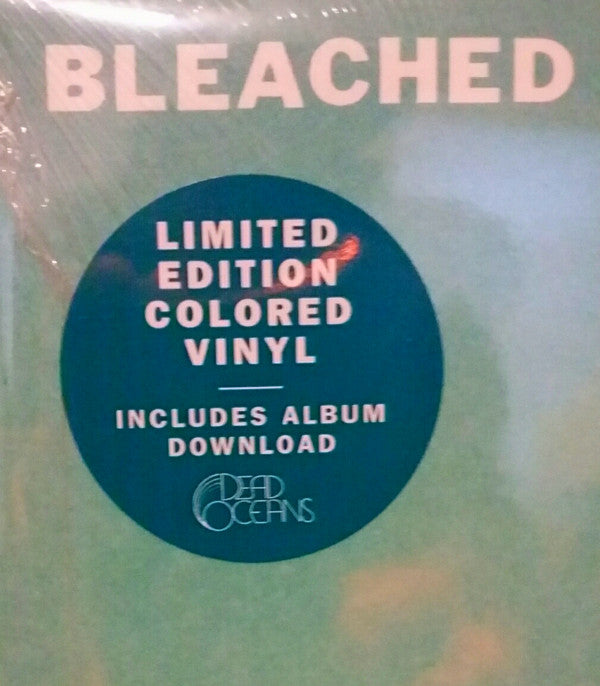 BLEACHED
LIMITED
EDITION
COLORED
VINYL
INCLUDES ALBUM
DOWNLOAD
DEAD
OCEANS